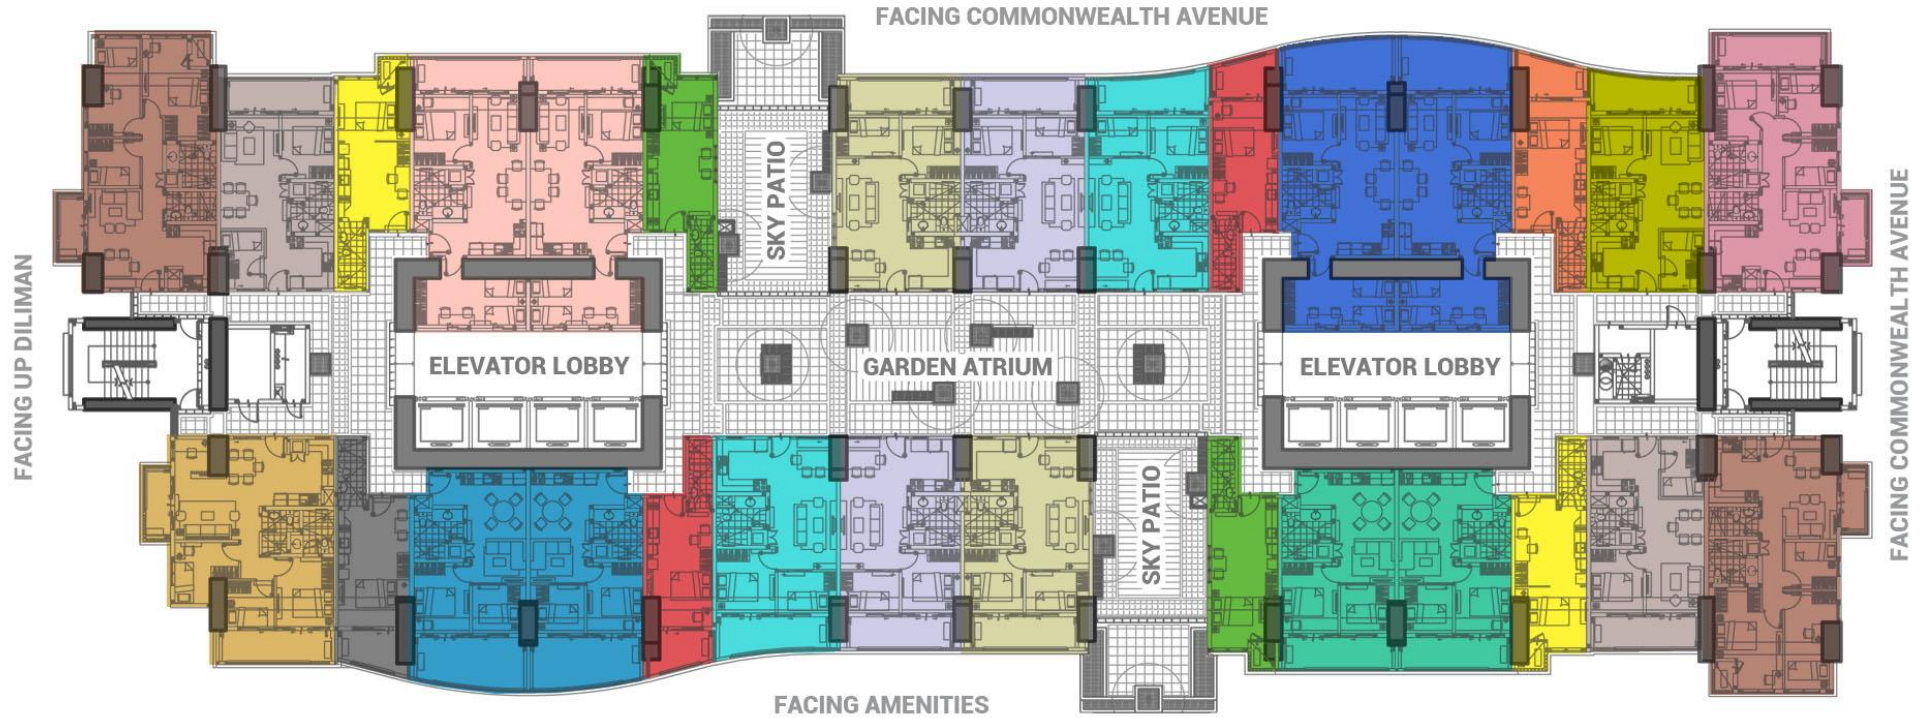 FACING COMMONWEALTH AVENUE
SKY PATIO
FACING UP DILIMAN
ELEVATOR LOBBY
GARDEN ATRIUM
ELEVATOR LOBBY
FACING COMMONWEALTH AVENUE
SKY PATIO
FACING AMENITIES